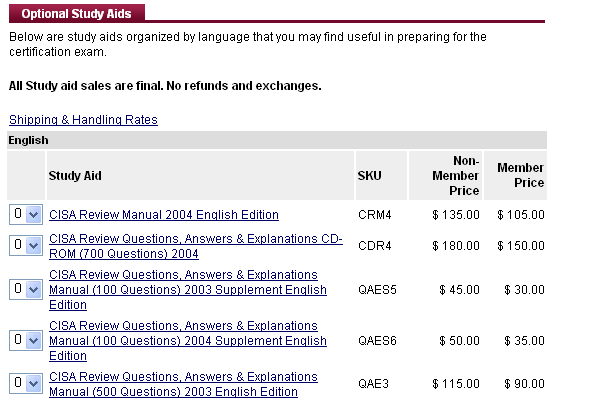 Optional Study Aids
Below are study aids organized by language that you may find useful in preparing for the
certification exam.
All Study aid sales are final. No refunds and exchanges.
Shipping & Handling Rates
English
Study Aid SKU Non-Member Price Member Price
0 CISA Review Manual 2004 English Edition CRM4 $ 135.00 $ 105.00
0 CISA Review Questions, Answers & Explanations CD-
ROM (700 Questions) 2004 CDR4 $ 180.00 $ 150.00
0 CISA Review Questions, Answers & Explanations
Manual (100 Questions) 2003 Supplement English
Edition QAES5 $ 45.00 $ 30.00
0 CISA Review Questions, Answers & Explanations
Manual (100 Questions) 2004 Supplement English
Edition QAES6 $ 50.00 $ 35.00
0 CISA Review Questions, Answers & Explanations
Manual (500 Questions) 2003 English Edition QAE3 $ 115.00 $ 90.00